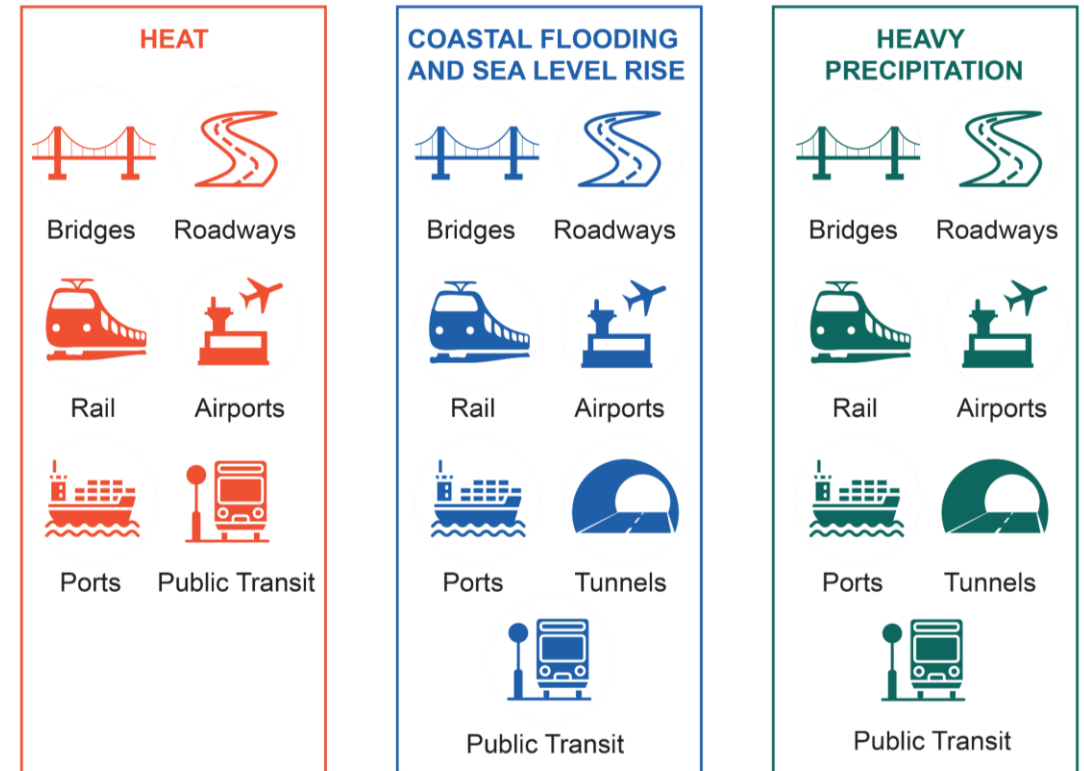 HEAT
Bridges
Roadways
Rail
Airports
Ports
Public Transit
COASTAL FLOODING
AND SEA LEVEL RISE
Bridges
Roadways
Rail
Airports
Ports
Tunnels
Public Transit
HEAVY
PRECIPITATION
Bridges
Roadways
Rail
Airports
Ports
Tunnels
Public Transit